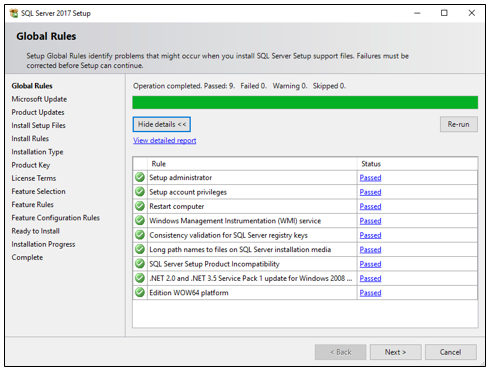 SQL Server 2017 Setup
Global Rules
Setup Global Rules identify problems that might occur when you install SQL Server Setup support files. Failures must be
corrected before Setup can continue.
Global Rules
Microsoft Update
Product Updates
Install Setup Files
Install Rules
Installation Type
Product Key
License Terms
Feature Selection
Feature Rules
Feature Configuration Rules
Ready to Install
Installation Progress
Complete
Operation completed. Passed: 9. Failed 0. Warning 0. Skipped 0.
Hide details <<
Re-run
View detailed report
Rule Status
Setup administrator Passed
Setup account privileges Passed
Restart computer Passed
Windows Management Instrumentation (WMI) service Passed
Consistency validation for SQL Server registry keys Passed
Long path names to files on SQL Server installation media Passed
SQL Server Setup Product Incompatibility Passed
.NET 2.0 and .NET 3.5 Service Pack 1 update for Windows 2008 ... Passed
Edition WOW64 platform Passed
< Back Next > Cancel